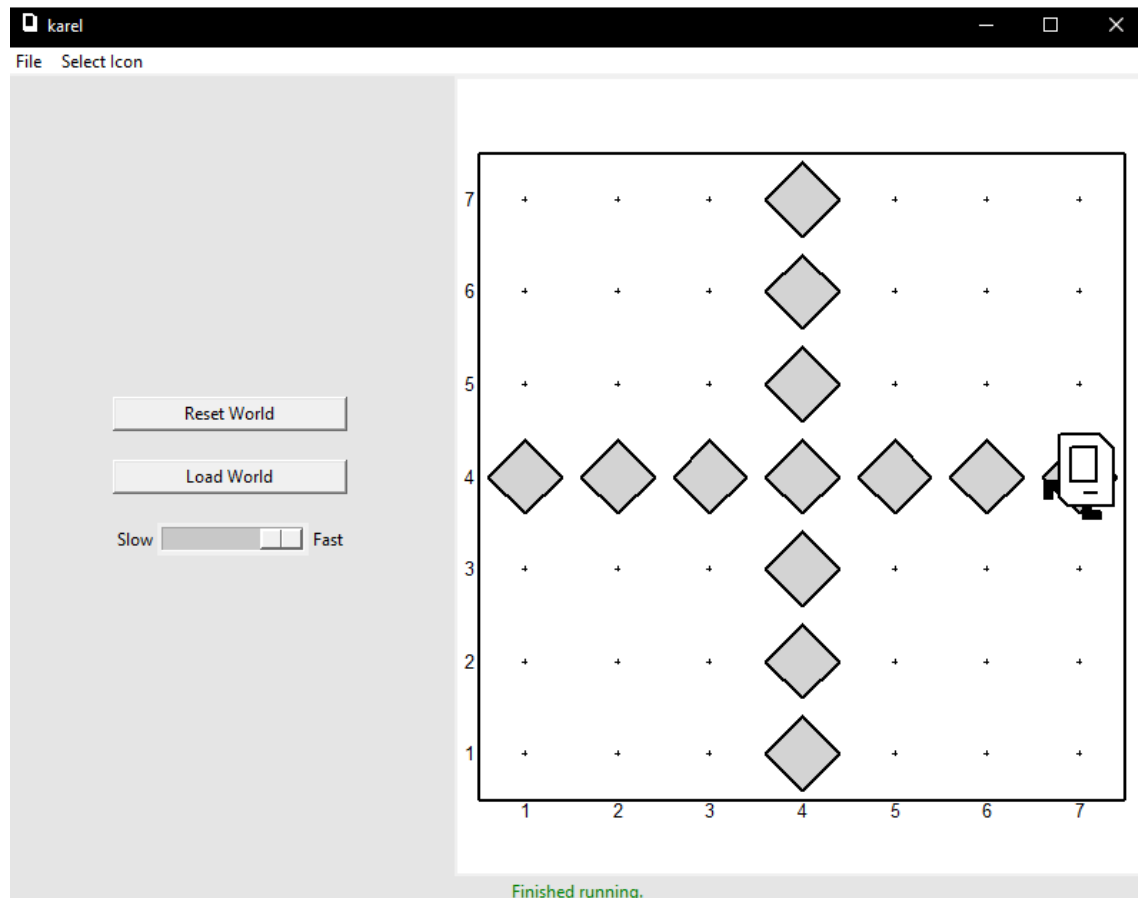 karel
File Select Icon
7
6
5
4
3
2
1
1 2 3 4 5 6 7
Reset World
Load World
Slow Fast
Finished running.